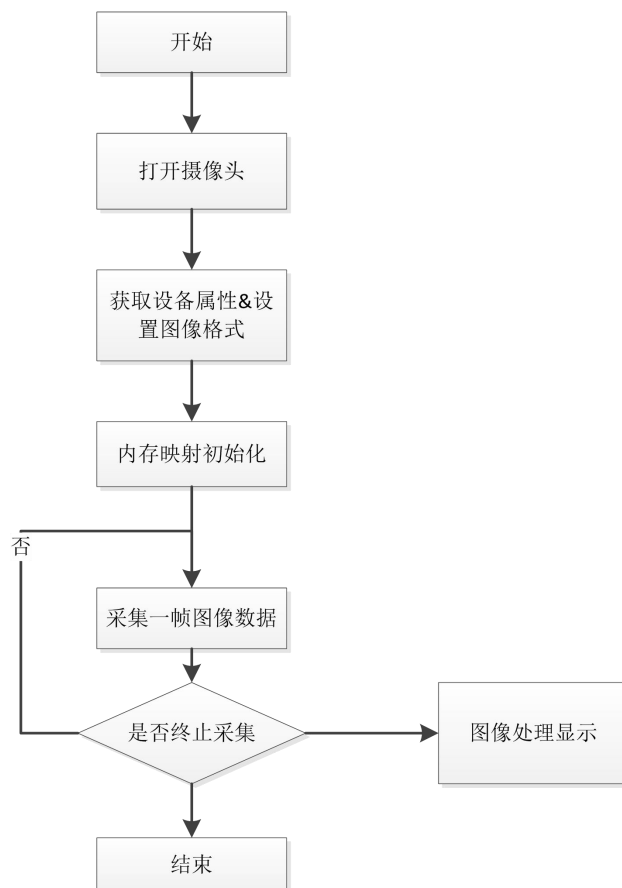 开始
打开摄像头
获取设备属性&设
置图像格式
内存映射初始化
否
采集一帧图像数据
是否终止采集
图像处理显示
结束